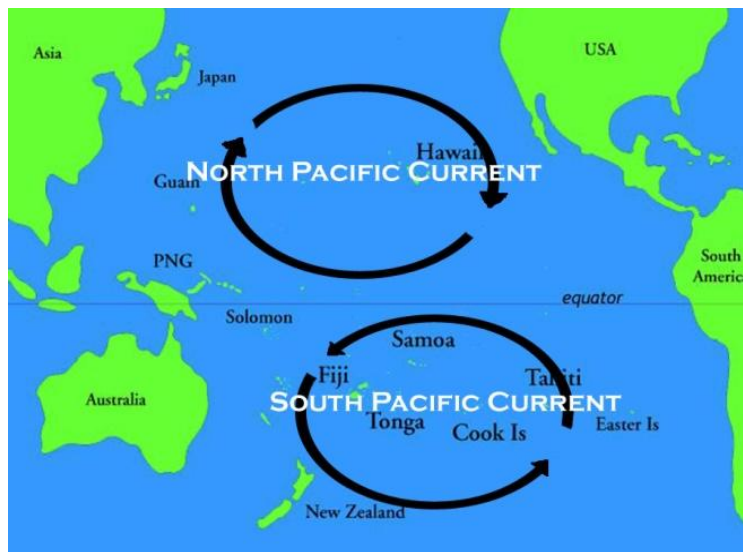 Asia
USA
Japan
Hawaii
NORTH PACIFIC CURRENT
Guam
PNG
South
America
equator
Solomon
Samoa
Fiji
Tahiti
Australia
SOUTH PACIFIC CURRENT
Tonga
Cook Is
Easter Is
New Zealand